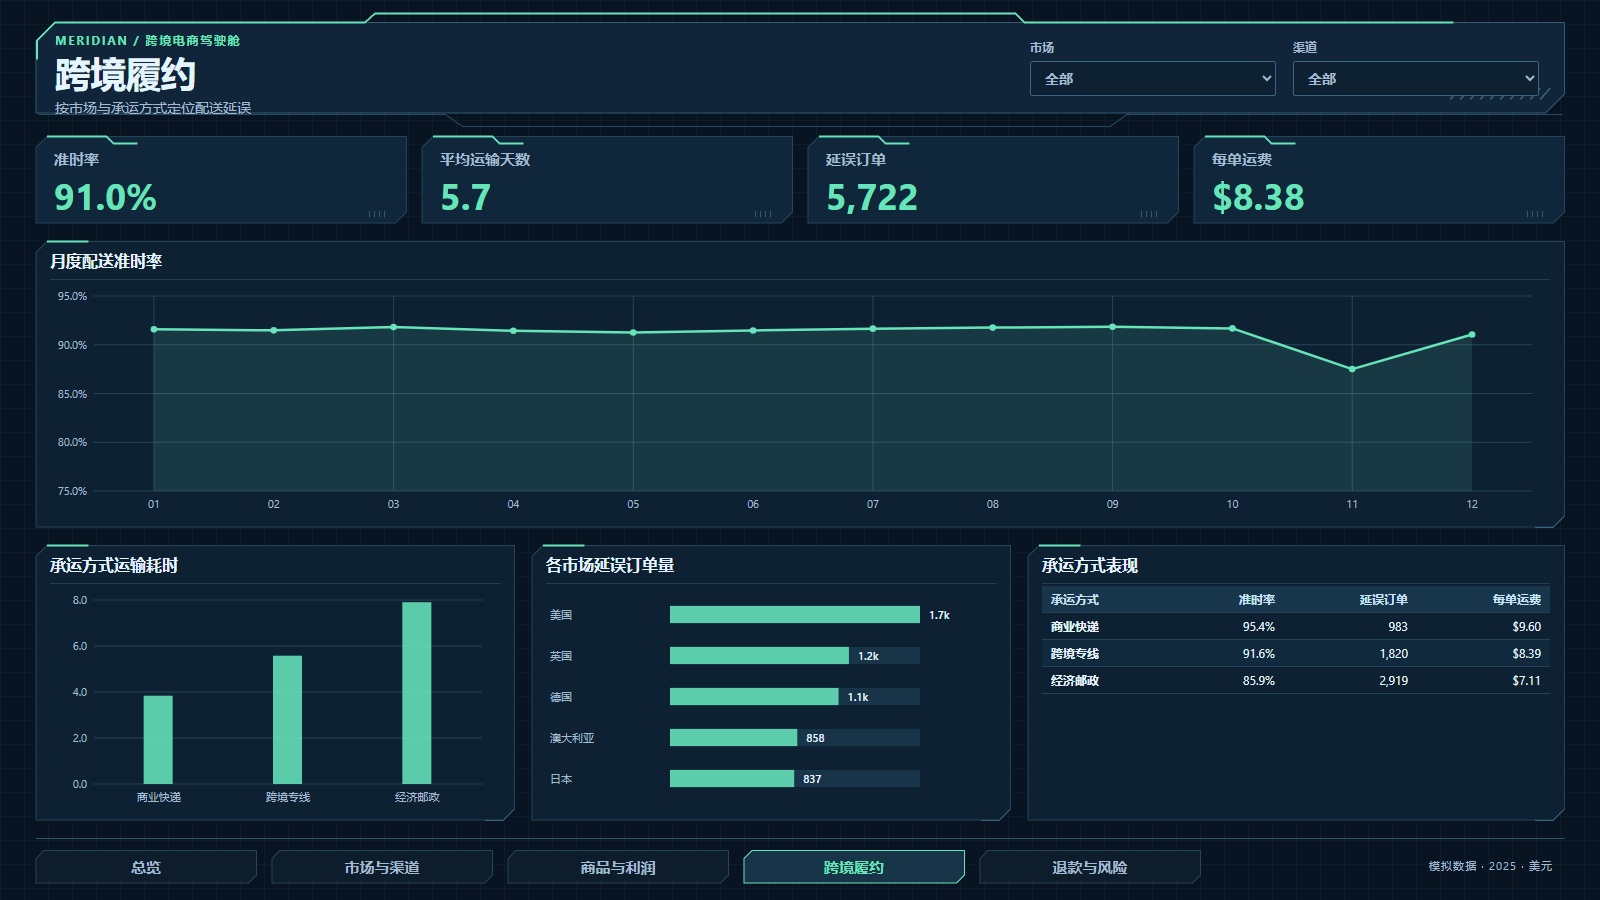 MERIDIAN / 跨境电商驾驶舱
跨境履约
按市场与承运方式定位配送延误
市场
全部
渠道
全部
准时率
91.0%
平均运输天数
5.7
延误订单
5,722
每单运费
$8.38
月度配送准时率
95.0%
90.0%
85.0%
80.0%
75.0%
01 02 03 04 05 06 07 08 09 10 11 12
承运方式运输耗时
8.0
6.0
4.0
2.0
0.0
商业快递 跨境专线 经济邮政
各市场延误订单量
美国 1.7k
英国 1.2k
德国 1.1k
澳大利亚 858
日本 837
承运方式表现
承运方式 准时率 延误订单 每单运费
商业快递 95.4% 983 $9.60
跨境专线 91.6% 1,820 $8.39
经济邮政 85.9% 2,919 $7.11
总览 市场与渠道 商品与利润 跨境履约 退款与风险
模拟数据 · 2025 · 美元